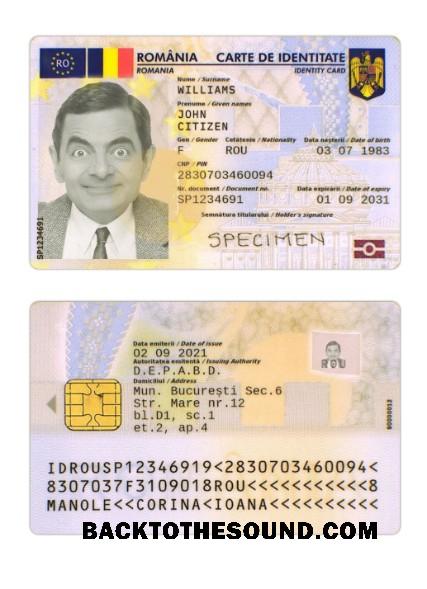 RO
ROMÂNIA CARTE DE IDENTITATE
ROMANIA IDENTITY CARD
Nume / Surname
WILLIAMS
Prenume / Given names
JOHN
CITIZEN
Gen / Gender Cetățenie / Nationality Data nașterii / Date of birth
F ROU 03 07 1983
CNP / PIN
2830703460094
Nr. document / Document no. Data expirării / Date of expiry
SP1234691 01 09 2031
Semnătura titularului / Holder's signature
SPECIMEN
SP1234691
Data emiterii / Date of issue
02 09 2021
Autoritatea emitentă / Issuing Authority
D.E.P.A.B.D.
Domiciliul / Address
Mun. București Sec.6
Str. Mare nr.12
bl.D1, sc.1
et.2, ap.4
ROU
IDROUSP12346919<2830703460094<
8307037F3109018ROU<<<<<<<<<<<8
MANOLE<<CORINA<IOANA<<<<<<<<<<
BACKTOTHESOUND.COM